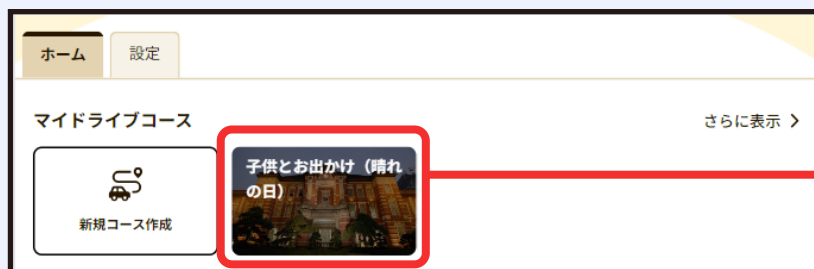 ホーム
設定
マイドライブコース
さらに表示
新規コース作成
子供とお出かけ（晴れ
の日）